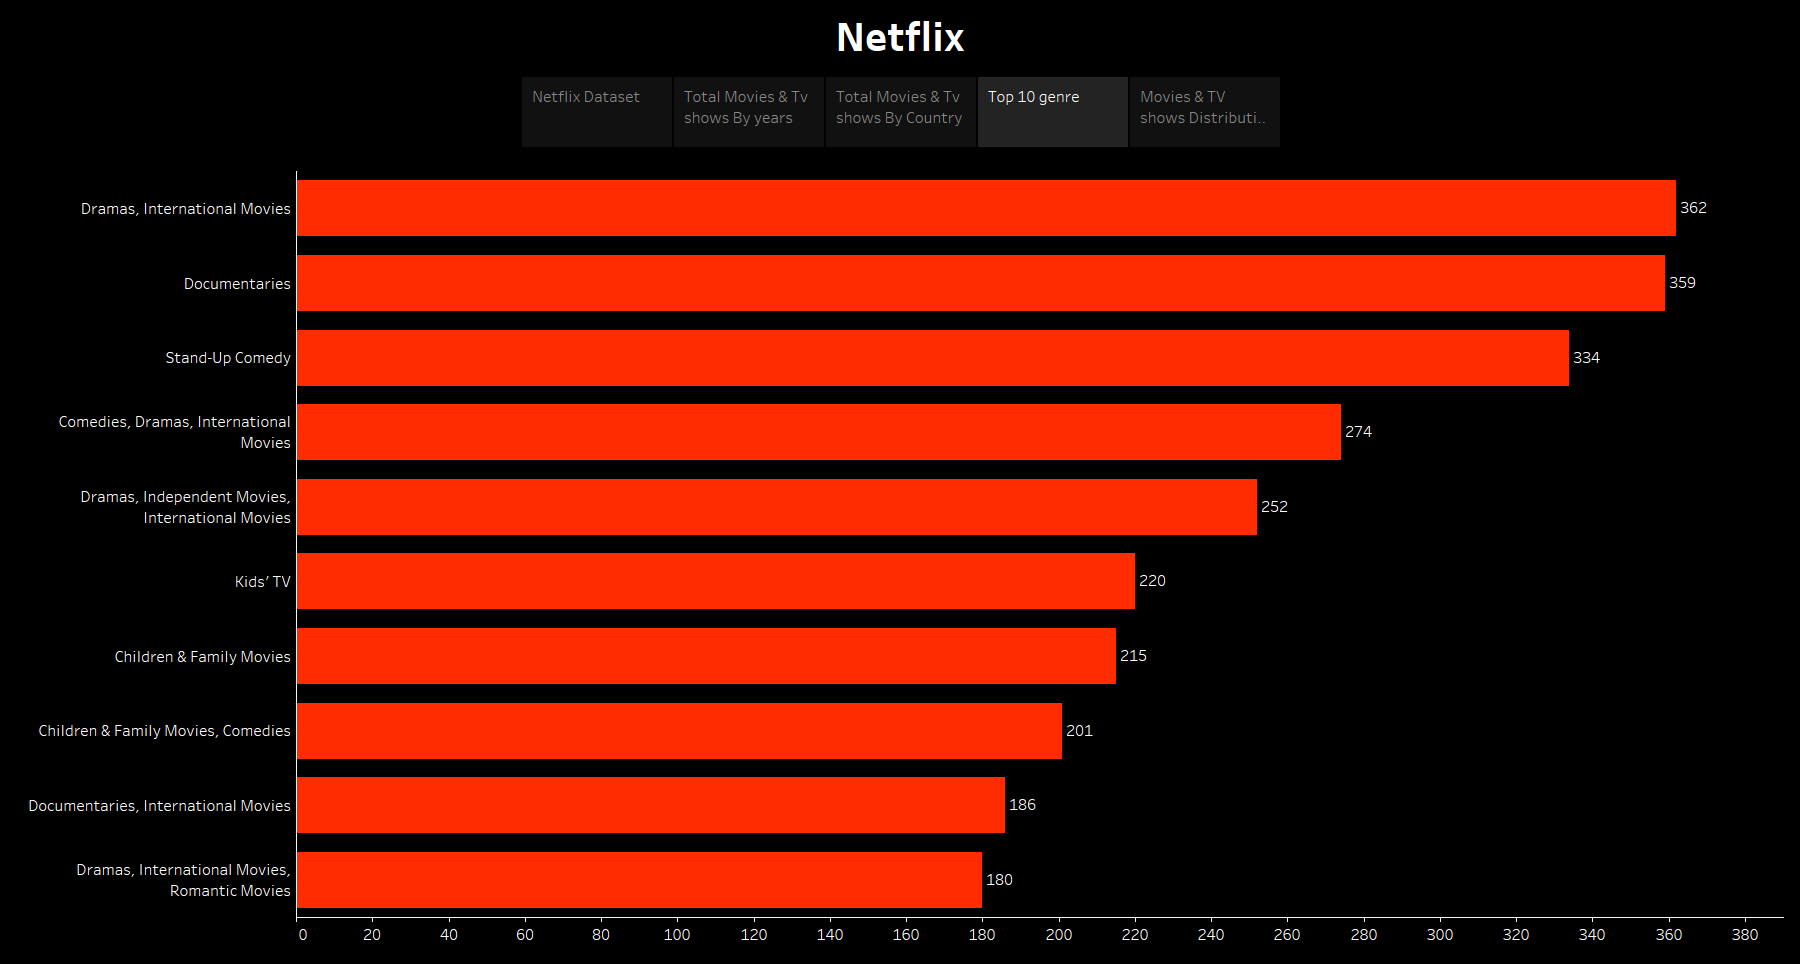 Netflix
Netflix Dataset
Total Movies & Tv
shows By years
Total Movies & Tv
shows By Country
Top 10 genre
Movies & TV
shows Distributi..
Dramas, International Movies
362
Documentaries
359
Stand-Up Comedy
334
Comedies, Dramas, International
Movies
274
Dramas, Independent Movies,
International Movies
252
Kids’ TV
220
Children & Family Movies
215
Children & Family Movies, Comedies
201
Documentaries, International Movies
186
Dramas, International Movies,
Romantic Movies
180
0 20 40 60 80 100 120 140 160 180 200 220 240 260 280 300 320 340 360 380